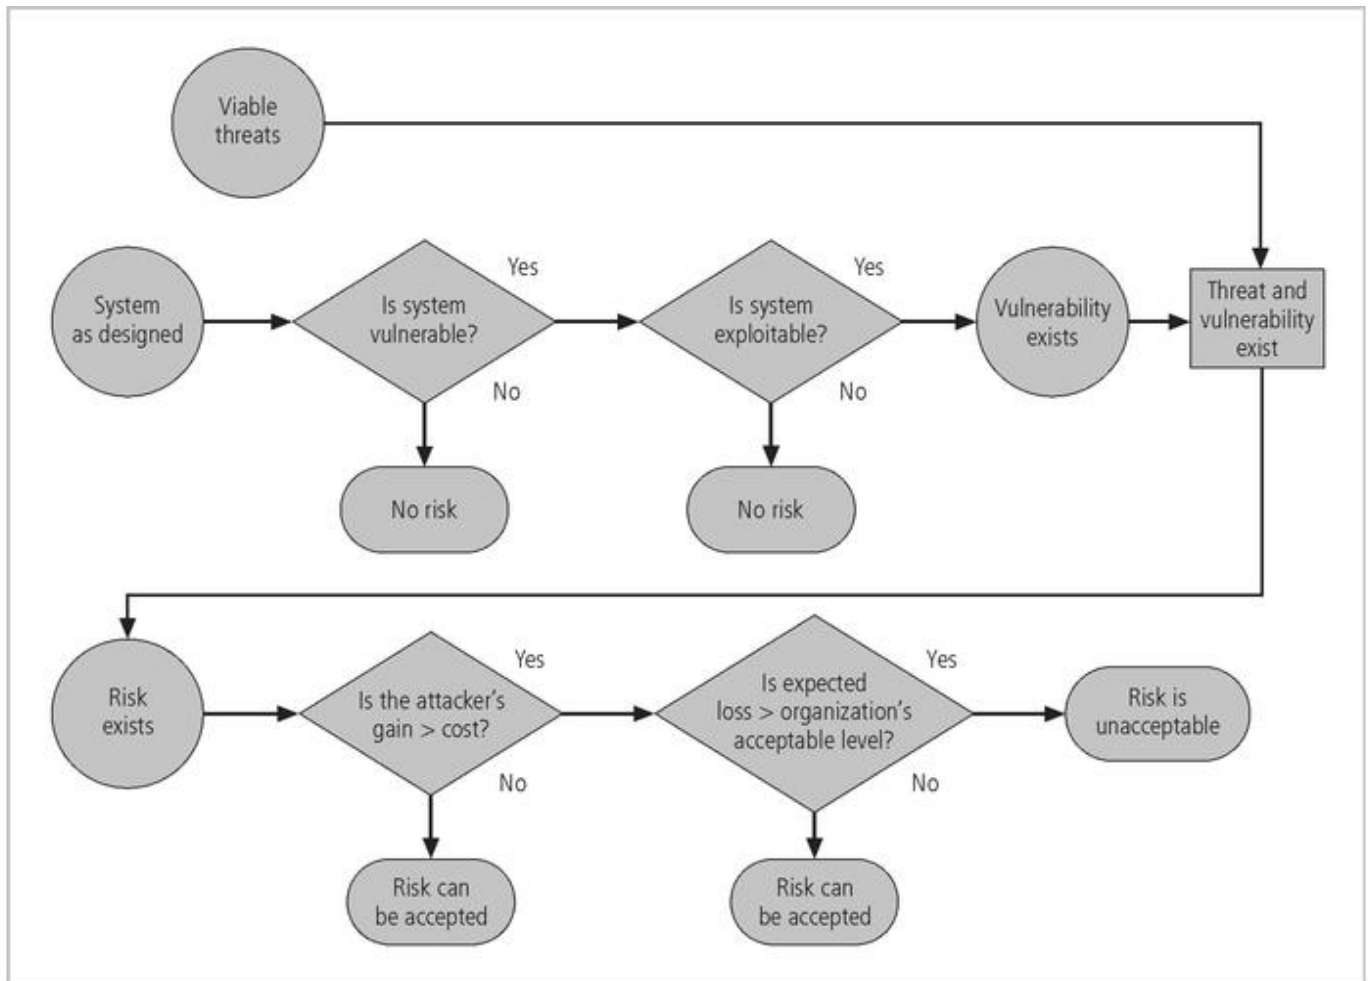 Viable
threats
System
as designed
Is system
vulnerable?
Yes
No
No risk
Is system
exploitable?
Yes
No
No risk
Vulnerability
exists
Threat and
vulnerability
exist
Risk
exists
Is the attacker's
gain > cost?
Yes
No
Risk can
be accepted
Is expected
loss > organization's
acceptable level?
Yes
No
Risk can
be accepted
Risk is
unacceptable